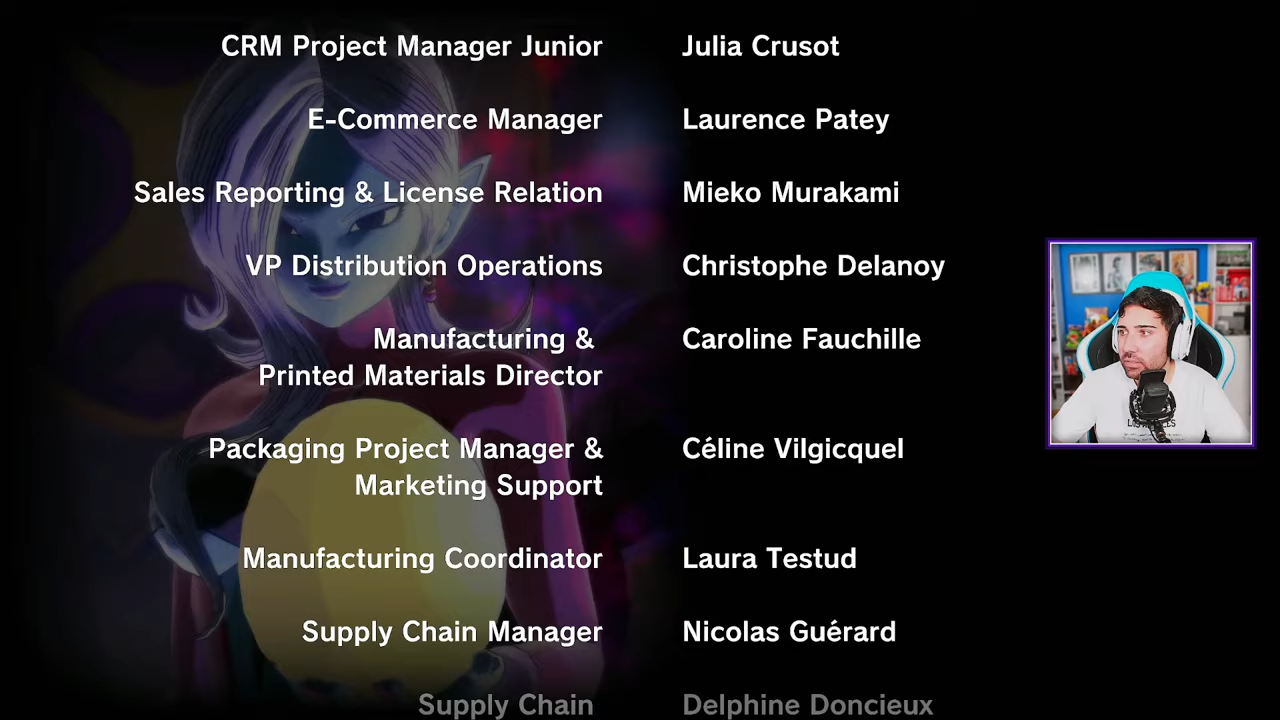 CRM Project Manager Junior Julia Crusot
E-Commerce Manager Laurence Patey
Sales Reporting & License Relation Mieko Murakami
VP Distribution Operations Christophe Delanoy
Manufacturing & Caroline Fauchille
Printed Materials Director
Packaging Project Manager & Céline Vilgicquel
Marketing Support
Manufacturing Coordinator Laura Testud
Supply Chain Manager Nicolas Guérard
Supply Chain Delphine Doncieux